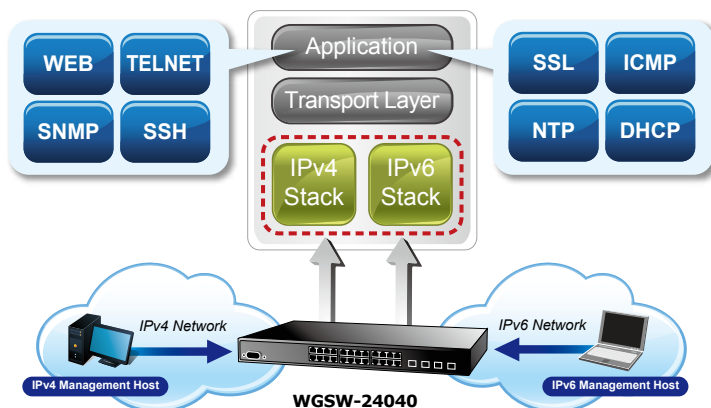 WEB TELNET
SNMP SSH
Application
Transport Layer
IPv4 Stack
IPv6 Stack
SSL ICMP
NTP DHCP
IPv4 Network
IPv6 Network
IPv4 Management Host
IPv6 Management Host
WGSW-24040